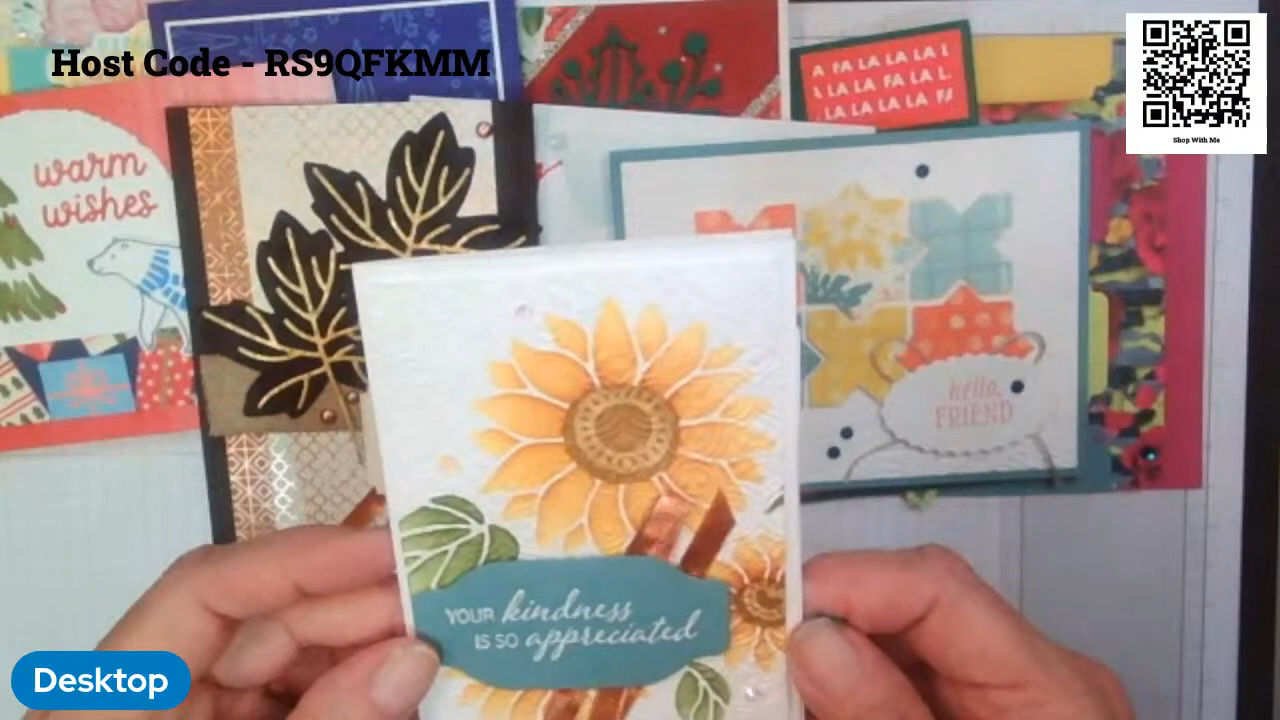 Host Code - RS9QFKMM
Shop With Me
A FA LA LA LA L
LA LA LA FA LA L
LA LA LA LA LA FA
warm
wishes
hello,
FRIEND
YOUR kindness
IS SO appreciated
Desktop